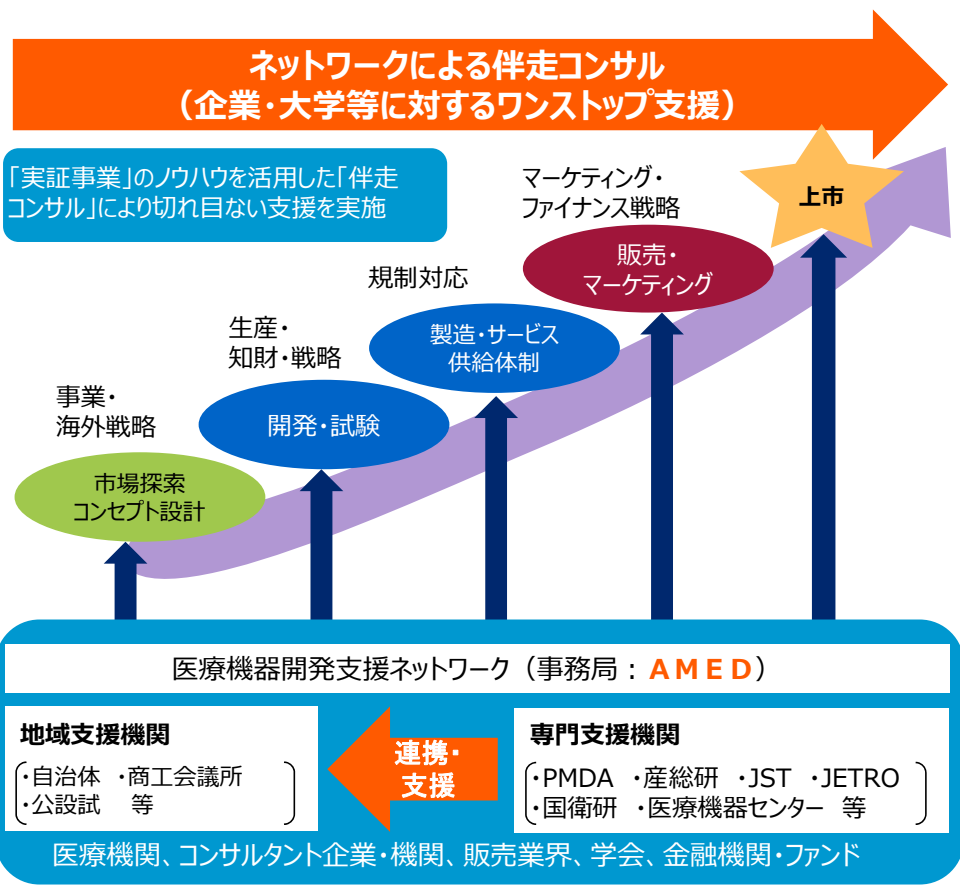 ネットワークによる伴走コンサル
（企業・大学等に対するワンストップ支援）
「実証事業」のノウハウを活用した「伴走
コンサル」により切れ目ない支援を実施
マーケティング・
ファイナンス戦略
上市
販売・
マーケティング
規制対応
製造・サービス
供給体制
生産・
知財・戦略
開発・試験
事業・
海外戦略
市場探索
コンセプト設計
医療機器開発支援ネットワーク（事務局：ＡＭＥＤ）
地域支援機関
・自治体　・商工会議所
・公設試　等
連携・
支援
専門支援機関
・PMDA　・産総研　・JST　・JETRO
・国衛研　・医療機器センター　等
医療機関、コンサルタント企業・機関、販売業界、学会、金融機関・ファンド